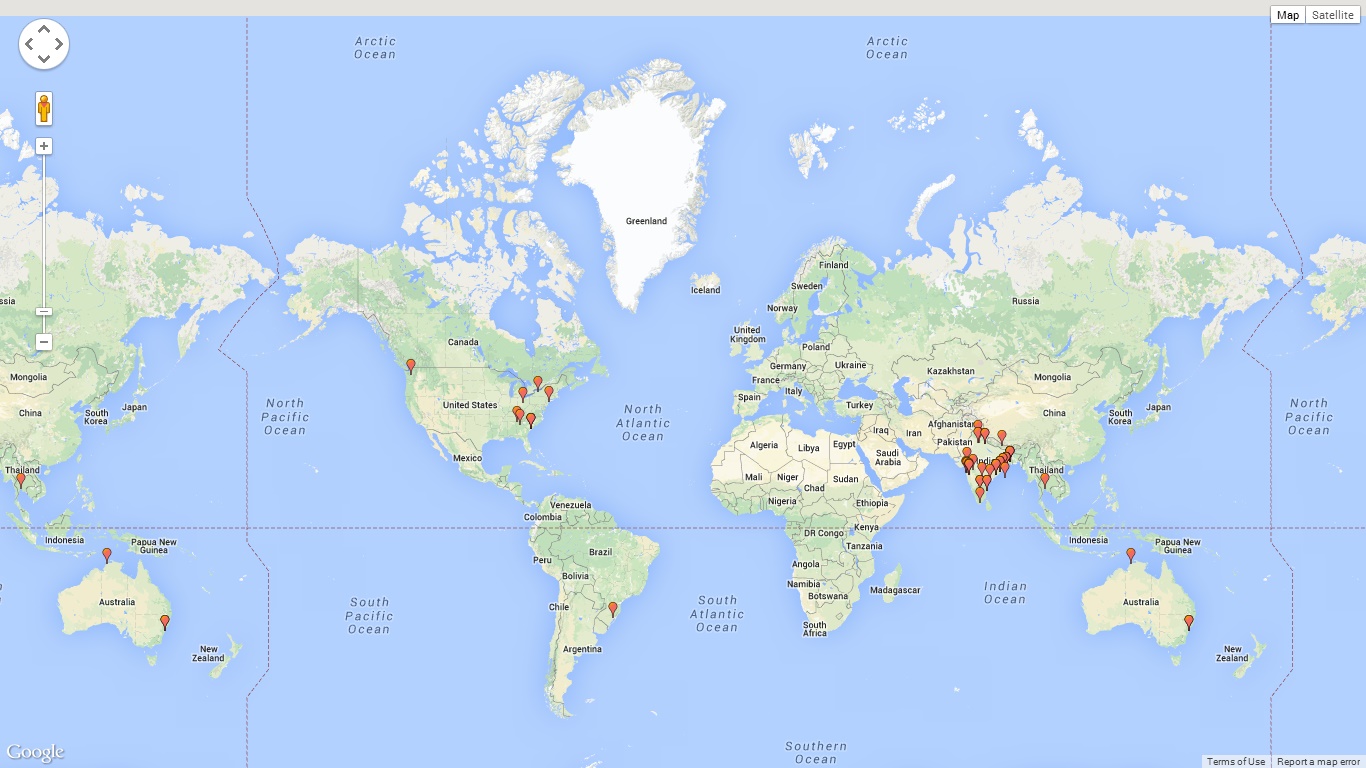 Map
Satellite
Arctic
Ocean
Arctic
Ocean
Greenland
Iceland
Finland
Sweden
Norway
Russia
ssia
United
Kingdom
Poland
Germany
Ukraine
France
Italy
Spain
Turkey
Kazakhstan
Mongolia
Mongolia
Canada
United States
Mexico
China
China
South
Korea
Japan
South
Korea
Japan
North
Pacific
Ocean
North
Atlantic
Ocean
North
Pacific
Ocean
Afghanistan
Pakistan
Iraq
Iran
India
Algeria
Libya
Egypt
Saudi
Arabia
Mali
Niger
Chad
Sudan
Nigeria
Ethiopia
Thailand
Thailand
Venezuela
Colombia
DR Congo
Kenya
Tanzania
Indonesia
Papua New
Guinea
Indonesia
Papua New
Guinea
Peru
Brazil
Bolivia
Chile
Argentina
Angola
Namibia
Botswana
Madagascar
South
Africa
Indian
Ocean
Australia
Australia
New
Zealand
New
Zealand
South
Pacific
Ocean
South
Atlantic
Ocean
Southern
Ocean
Google
Terms of Use
Report a map error